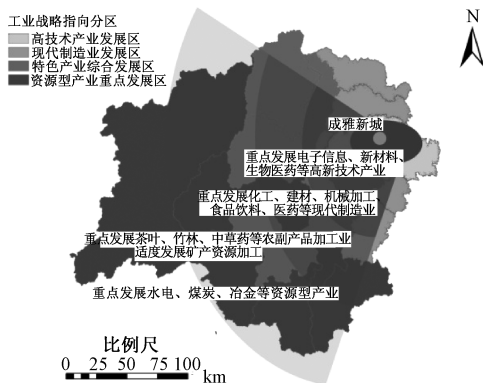 工业战略指向分区
高技术产业发展区
现代制造业发展区
特色产业综合发展区
资源型产业重点发展区
N
成雅新城
重点发展电子信息、新材料、
生物医药等高新技术产业
重点发展化工、建材、机械加工、
食品饮料、医药等现代制造业
重点发展茶叶、竹林、中草药等农副产品加工业
适度发展矿产资源加工
重点发展水电、煤炭、冶金等资源型产业
比例尺
0 25 50 75 100
km